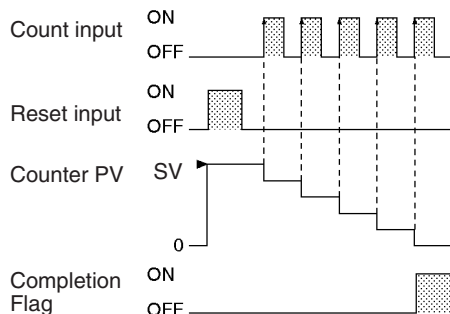 Count input
ON
OFF
Reset input
ON
OFF
Counter PV
SV
0
Completion
Flag
ON
OFF